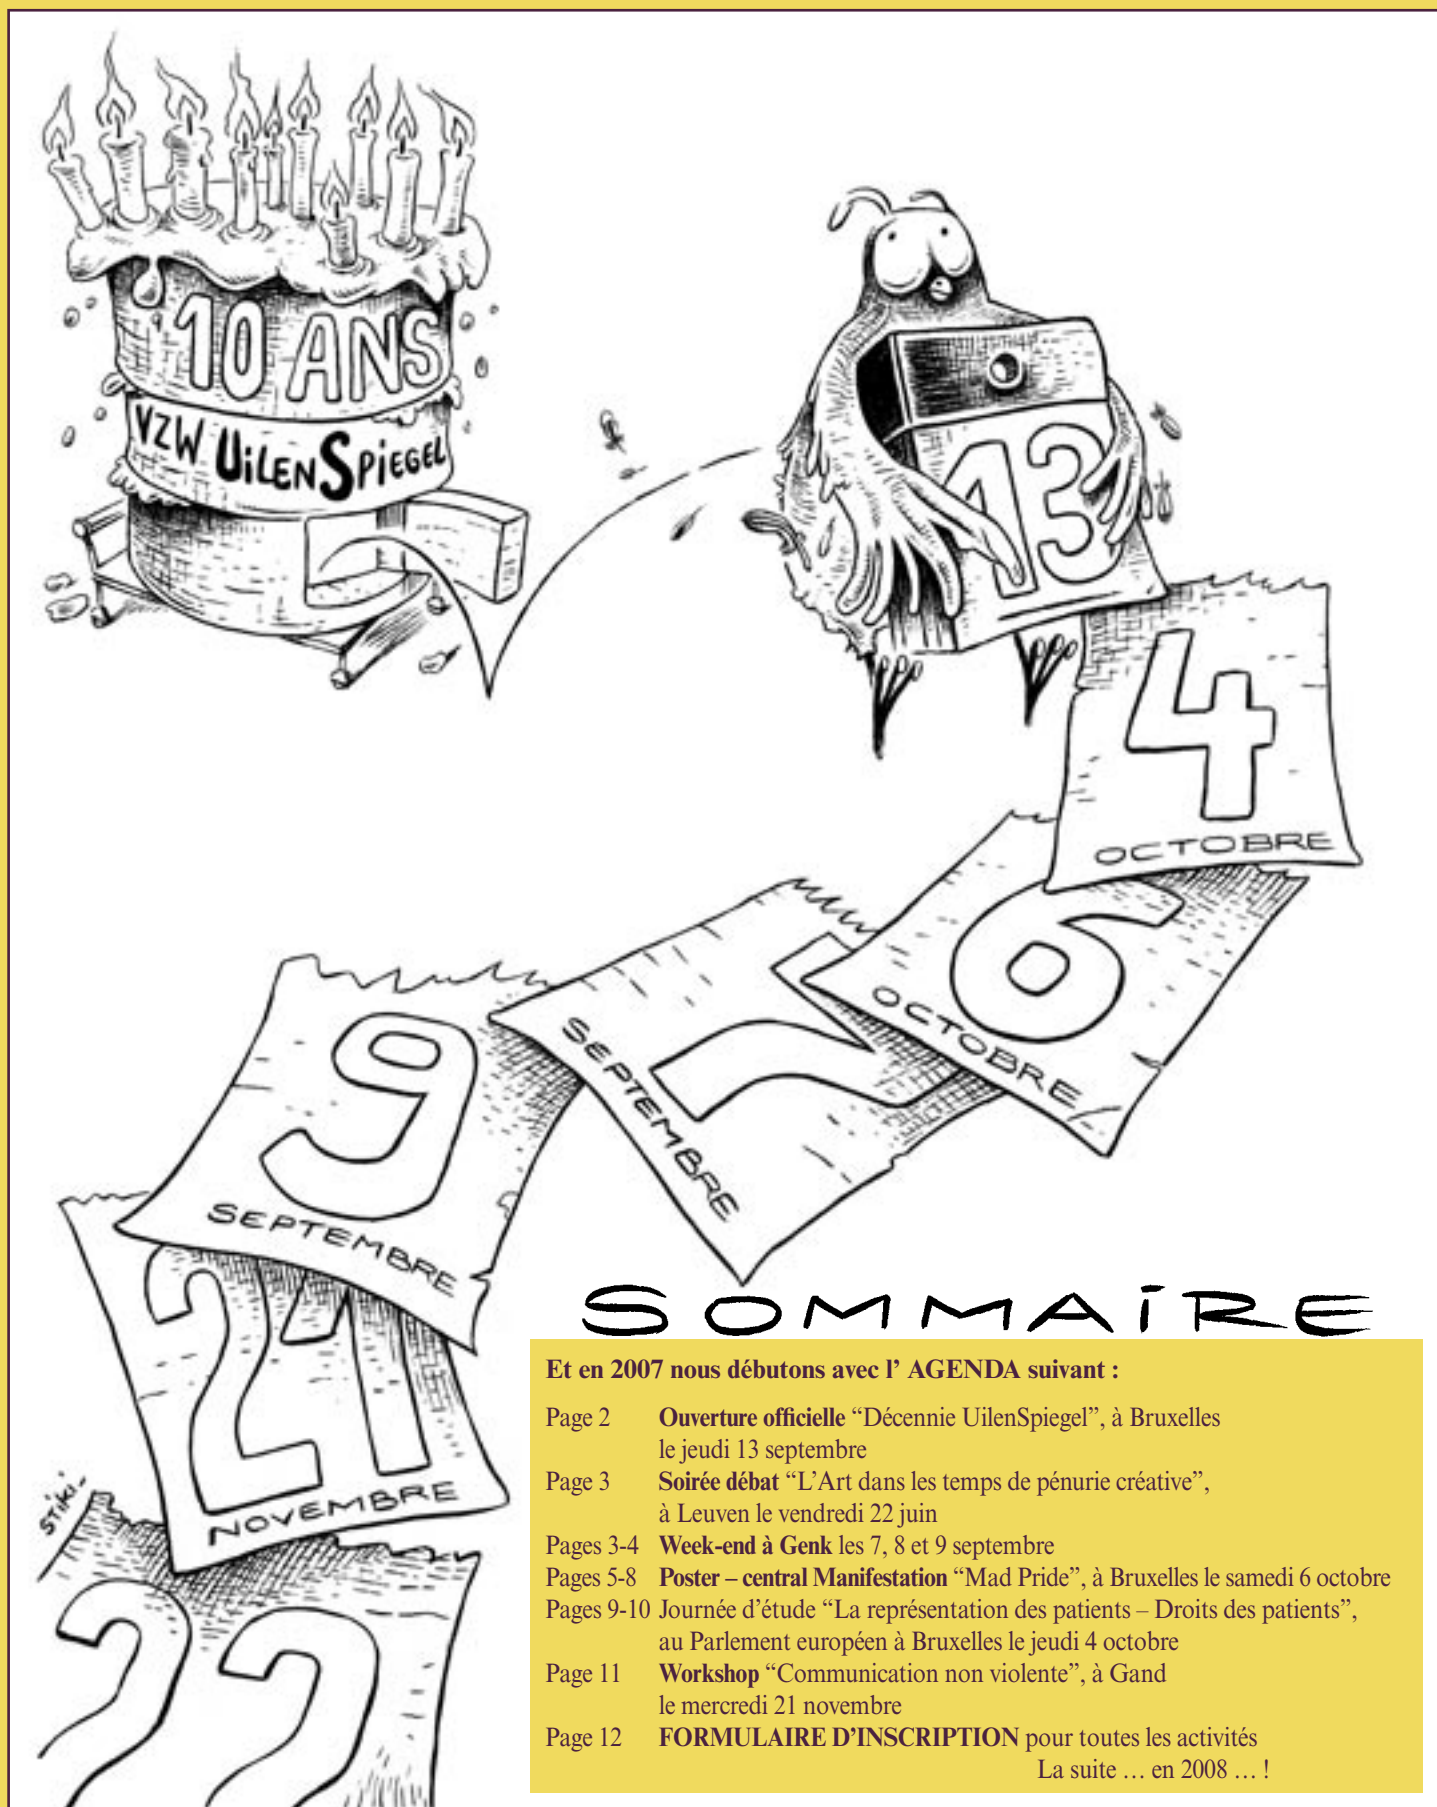 10 ANS
VZW UiLENSPiEGEL
13
4
OCTOBRE
6
OCTOBRE
7
SEPTEMBRE
9
SEPTEMBRE
21
NOVEMBRE
Stiki
22
SOMMAiRE
Et en 2007 nous débutons avec l’ AGENDA suivant :
Page 2 Ouverture officielle “Décennie UilenSpiegel”, à Bruxelles
le jeudi 13 septembre
Page 3 Soirée débat “L’Art dans les temps de pénurie créative”,
à Leuven le vendredi 22 juin
Pages 3-4 Week-end à Genk les 7, 8 et 9 septembre
Pages 5-8 Poster – central Manifestation “Mad Pride”, à Bruxelles le samedi 6 octobre
Pages 9-10 Journée d’étude “La représentation des patients – Droits des patients”,
au Parlement européen à Bruxelles le jeudi 4 octobre
Page 11 Workshop “Communication non violente”, à Gand
le mercredi 21 novembre
Page 12 FORMULAIRE D’INSCRIPTION pour toutes les activités
La suite … en 2008 … !